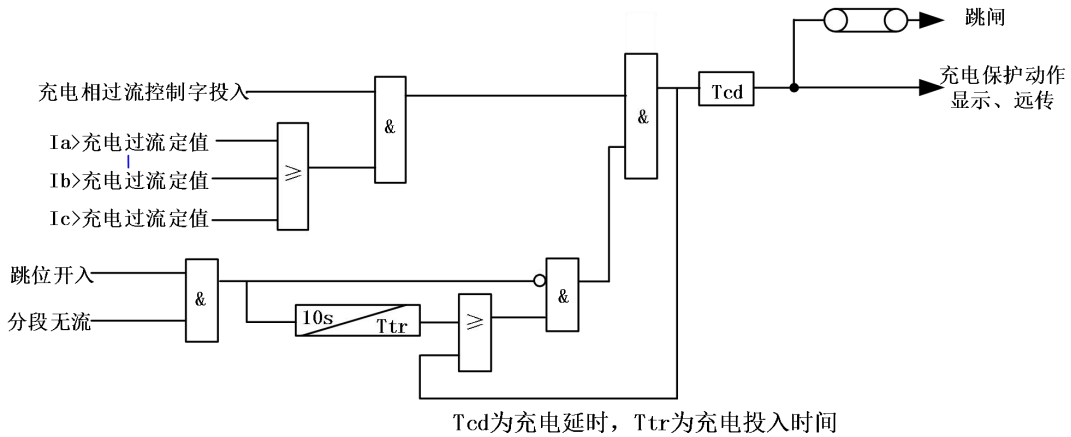 跳闸
充电相过流控制字投入
&
&
Tcd
充电保护动作
显示、远传
Ia>充电过流定值
Ib>充电过流定值
Ic>充电过流定值
≥
跳位开入
分段无流
&
10s
Ttr
≥
&
Tcd为充电延时，Ttr为充电投入时间